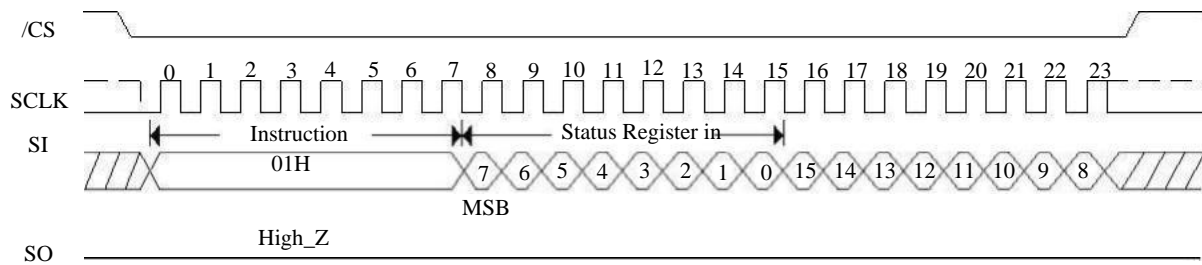 /CS
0 1 2 3 4 5 6 7 8 9 10 11 12 13 14 15 16 17 18 19 20 21 22 23
SCLK
Instruction Status Register in
SI
01H 7 6 5 4 3 2 1 0 15 14 13 12 11 10 9 8
MSB
High_Z
SO